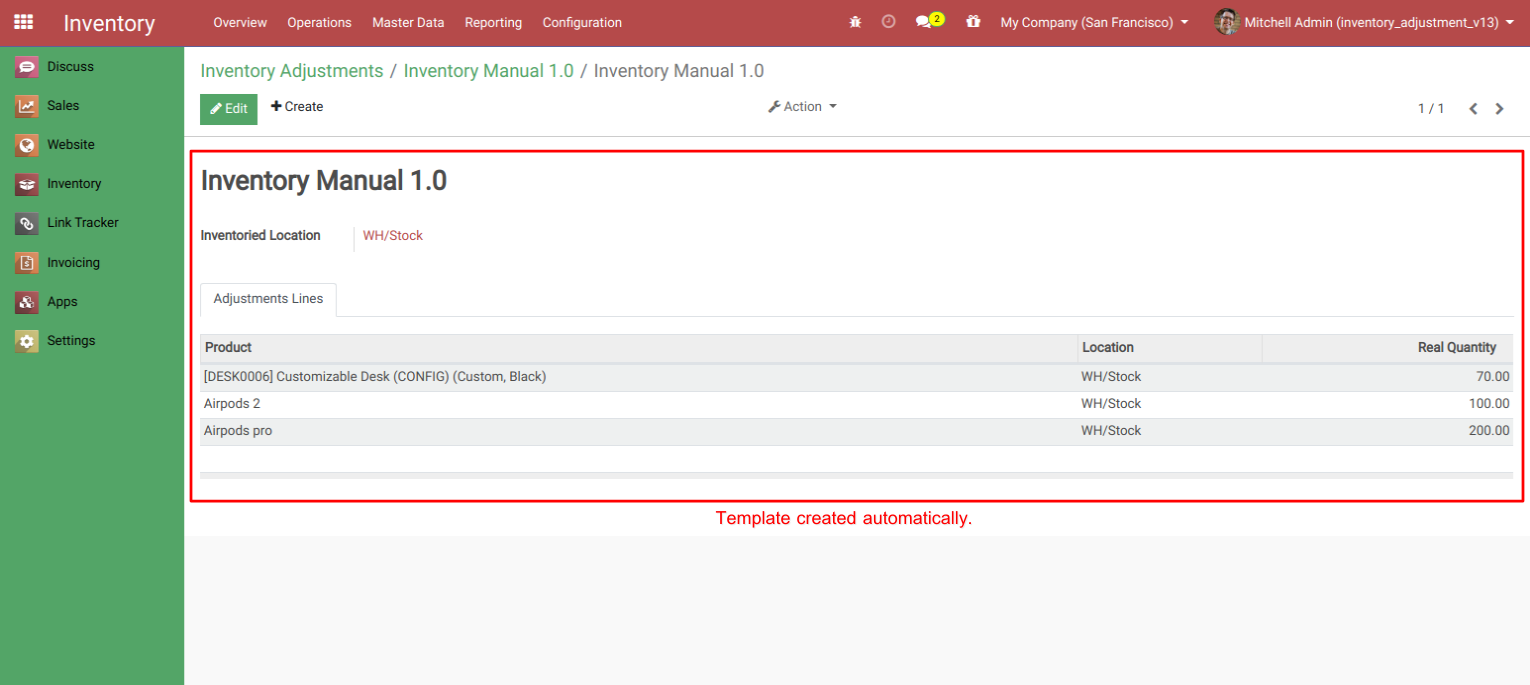 Inventory Overview Operations Master Data Reporting Configuration 2 My Company (San Francisco) Mitchell Admin (inventory_adjustment_v13)
Discuss
Sales
Website
Inventory
Link Tracker
Invoicing
Apps
Settings
Inventory Adjustments / Inventory Manual 1.0 / Inventory Manual 1.0
Edit Create Action 1 / 1
Inventory Manual 1.0
Inventoried Location WH/Stock
Adjustments Lines
Product Location Real Quantity
[DESK0006] Customizable Desk (CONFIG) (Custom, Black) WH/Stock 70.00
Airpods 2 WH/Stock 100.00
Airpods pro WH/Stock 200.00
Template created automatically.